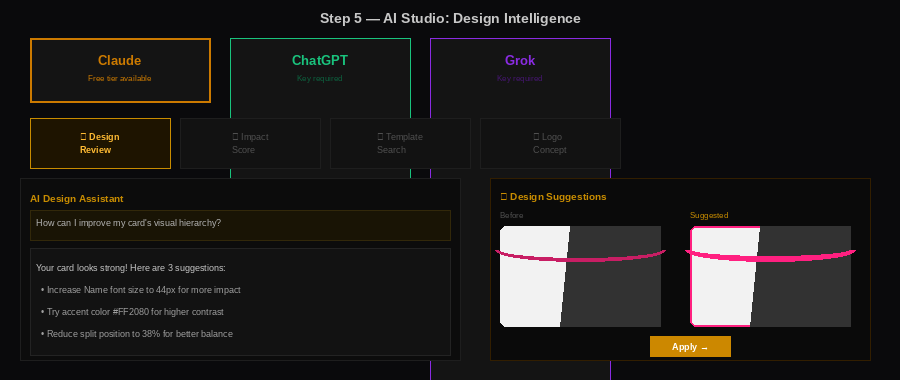 Step 5 — AI Studio: Design Intelligence
Claude
Free tier available
ChatGPT
Key required
Grok
Key required
Design
Review
Impact
Score
Template
Search
Logo
Concept
AI Design Assistant
How can I improve my card's visual hierarchy?
Your card looks strong! Here are 3 suggestions:
• Increase Name font size to 44px for more impact
• Try accent color #FF2080 for higher contrast
• Reduce split position to 38% for better balance
Design Suggestions
Before
Suggested
Apply →